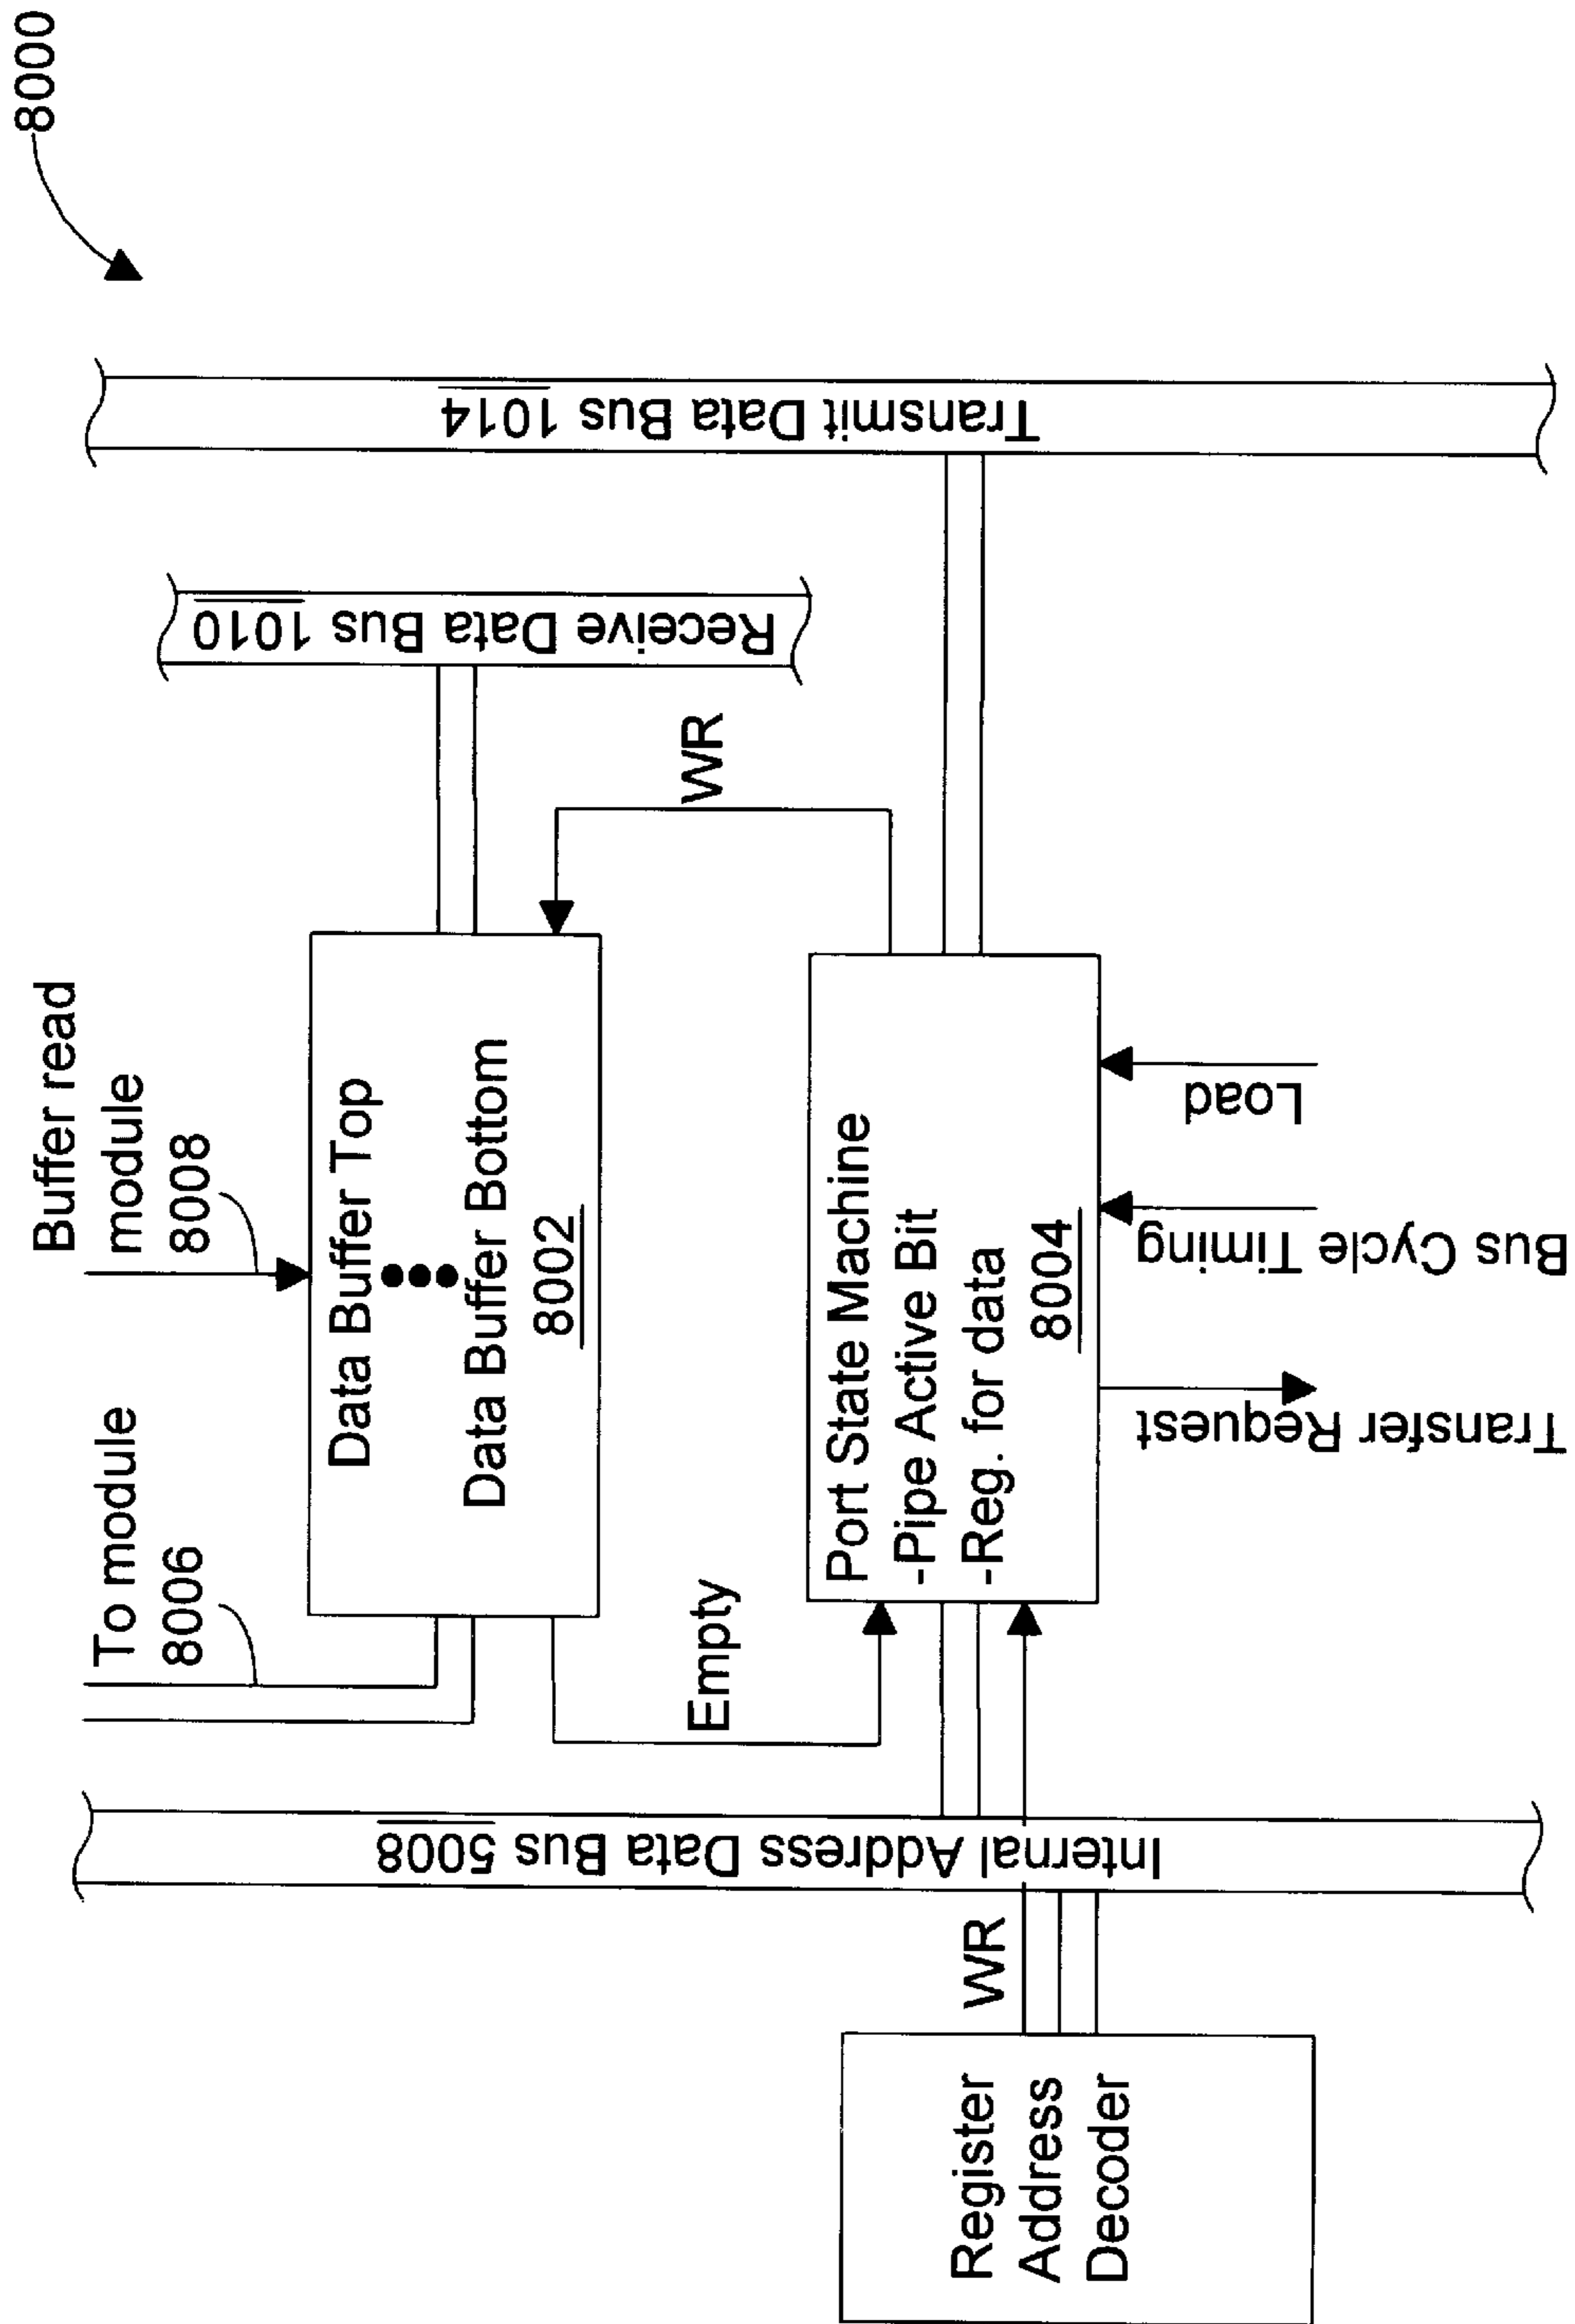 8000
Buffer read
module
8008
To module
8006
Data Buffer Top
Data Buffer Bottom
8002
Receive Data Bus 1010
Transmit Data Bus 1014
WR
Empty
Internal Address Data Bus 5008
Port State Machine
-Pipe Active Bit
-Reg. for data
8004
WR
Register
Address
Decoder
Transfer Request
Bus Cycle Timing
Load